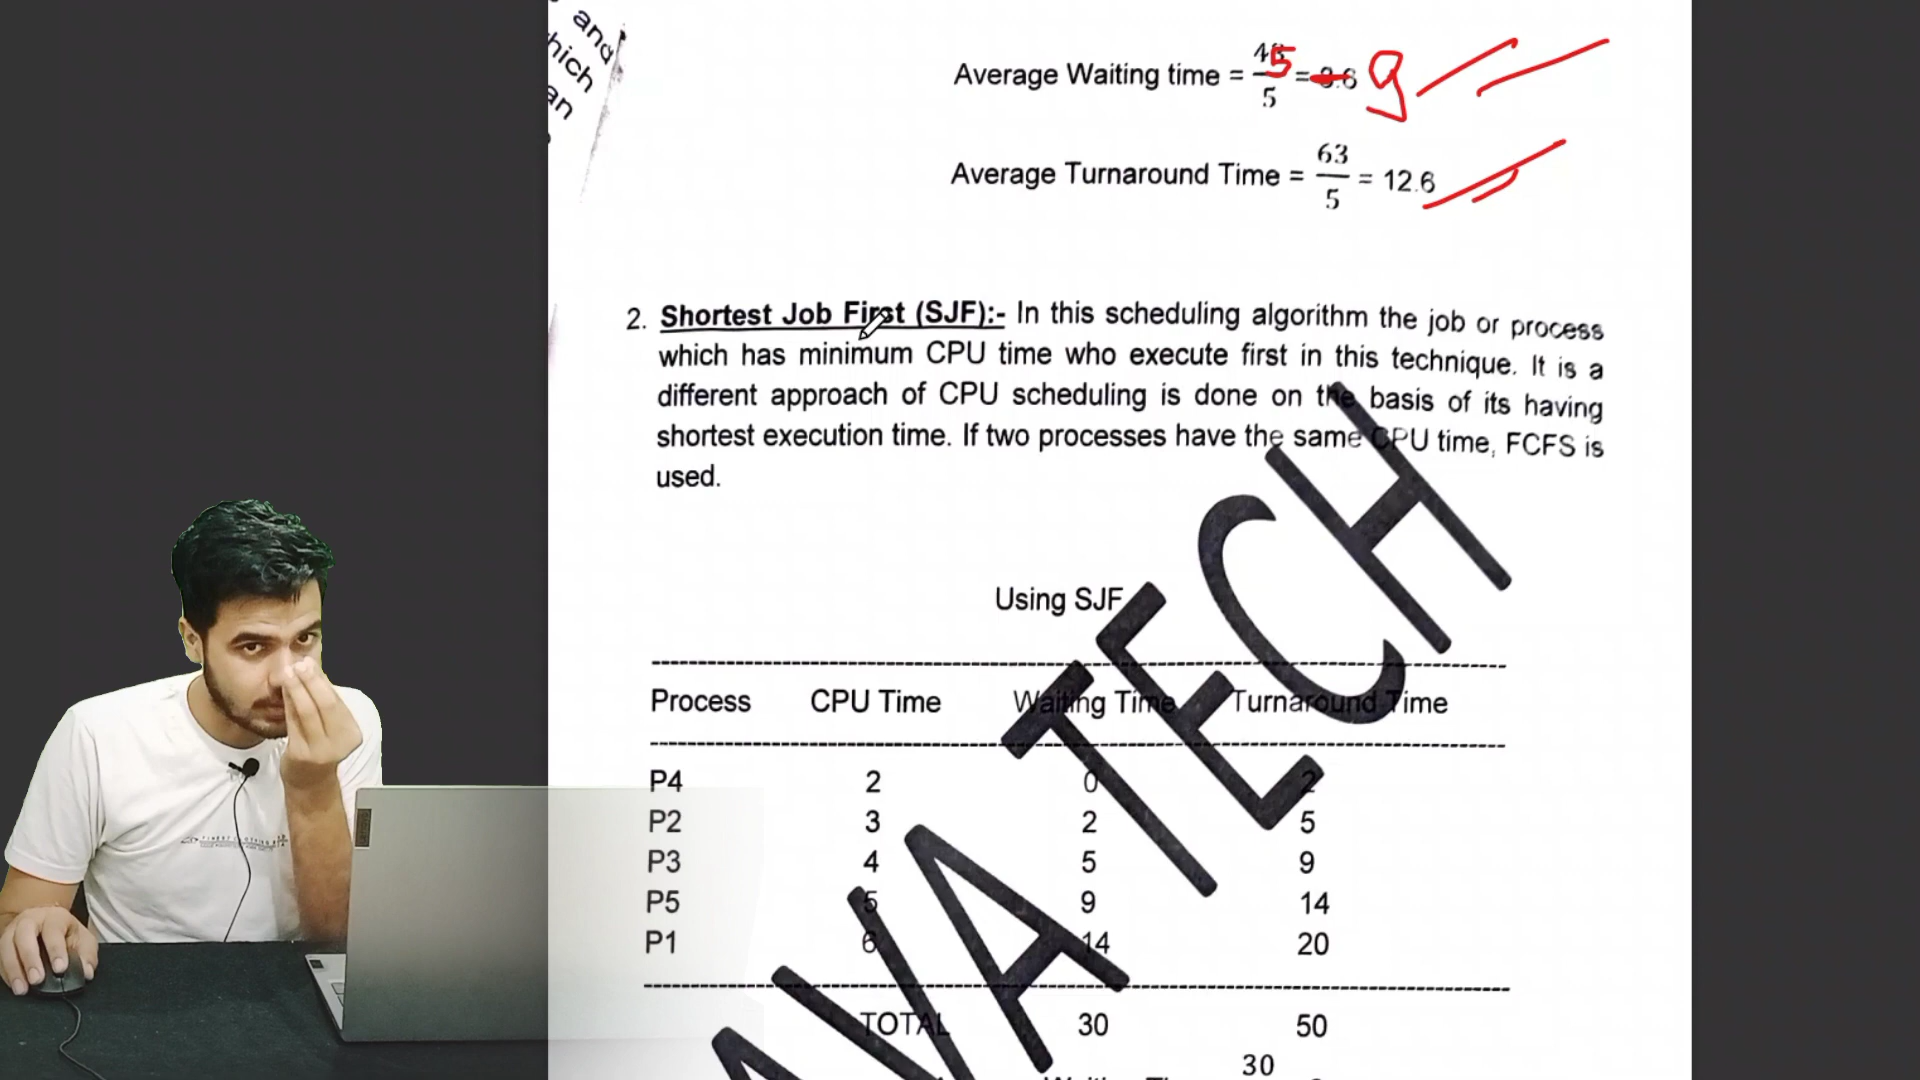 and
hich
an
Average Waiting time = 45/5 = 9
Average Turnaround Time = 63/5 = 12.6
2. Shortest Job First (SJF):- In this scheduling algorithm the job or process
which has minimum CPU time who execute first in this technique. It is a
different approach of CPU scheduling is done on the basis of its having
shortest execution time. If two processes have the same CPU time, FCFS is
used.
Using SJF
Process CPU Time Waiting Time Turnaround Time
P4 2 0 2
P2 3 2 5
P3 4 5 9
P5 5 9 14
P1 6 14 20
TOTAL 30 50
30
AVA TECH